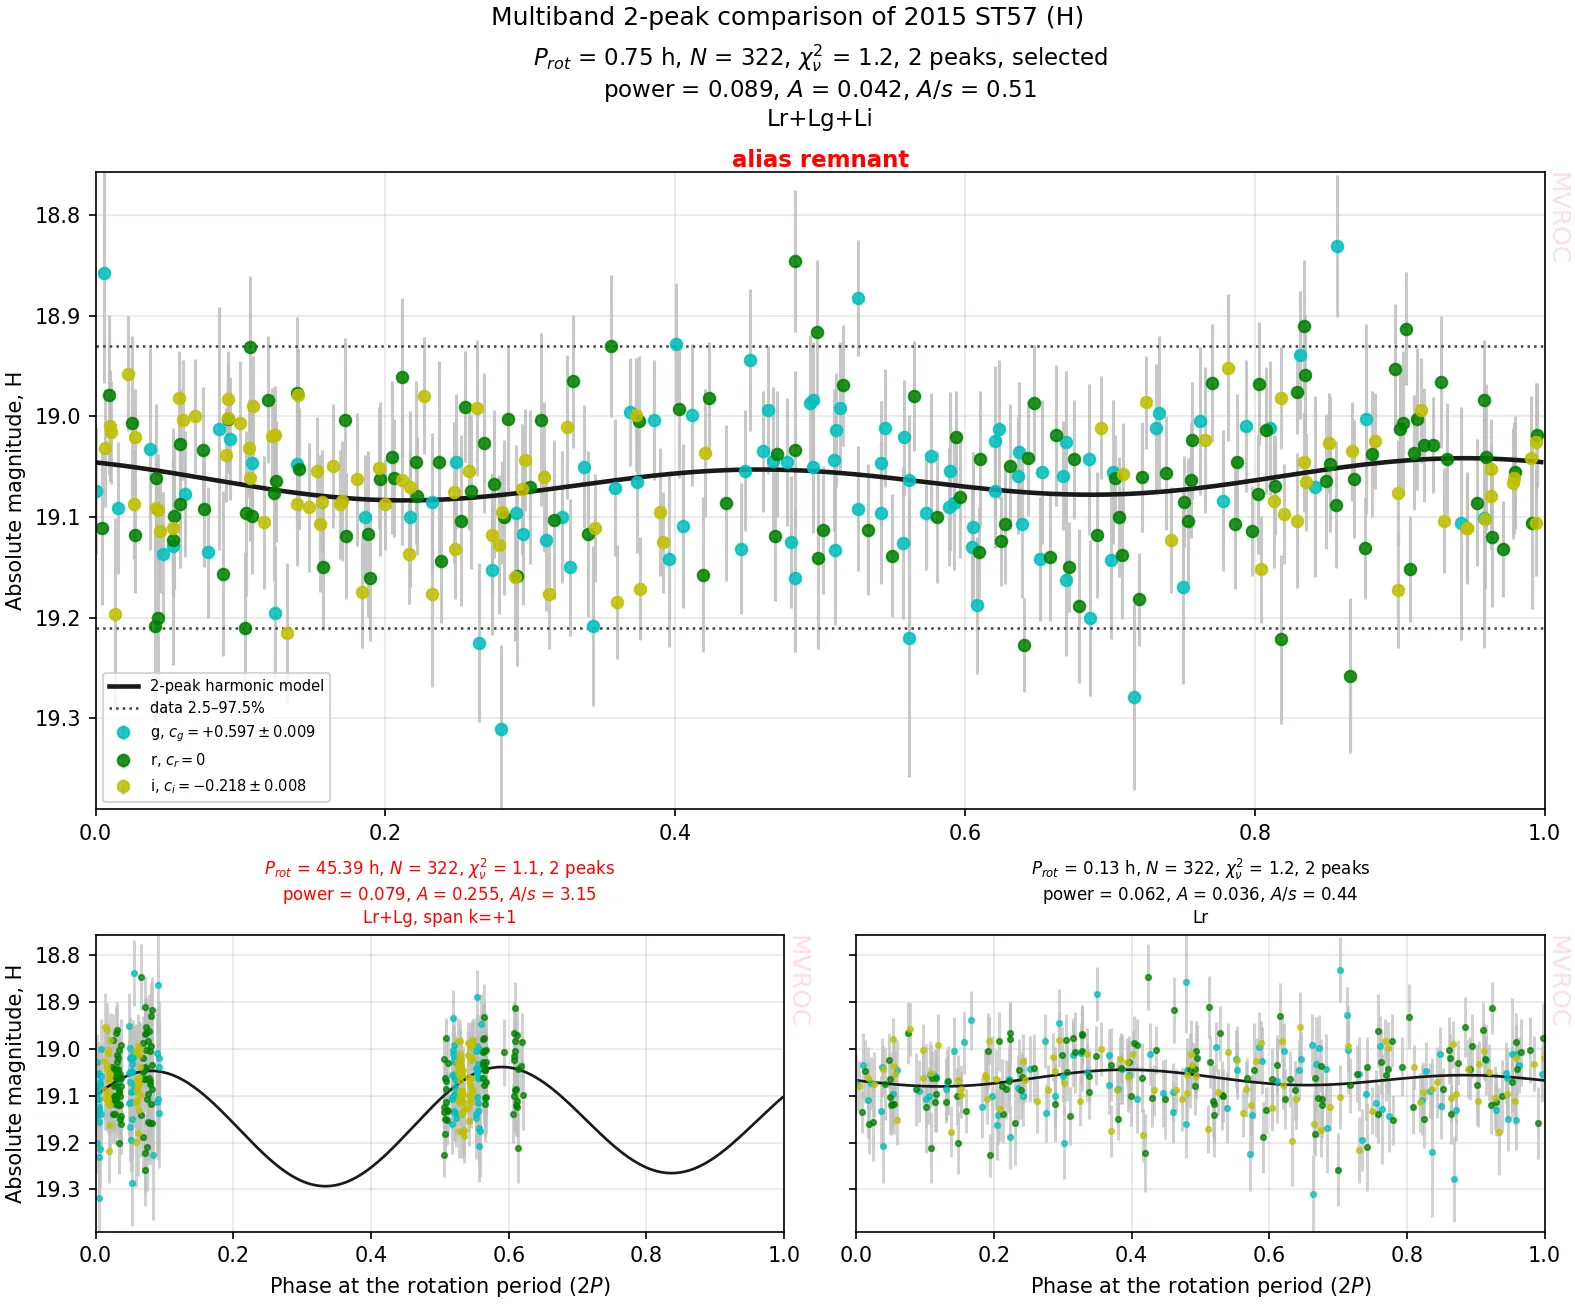 Multiband 2-peak comparison of 2015 ST57 (H)
P_rot = 0.75 h, N = 322, χ²_ν = 1.2, 2 peaks, selected
power = 0.089, A = 0.042, A/s = 0.51
Lr+Lg+Li
alias remnant
MVROC
Absolute magnitude, H
18.8
18.9
19.0
19.1
19.2
19.3
2-peak harmonic model
data 2.5–97.5%
g, c_g = +0.597 ± 0.009
r, c_r = 0
i, c_i = −0.218 ± 0.008
0.0 0.2 0.4 0.6 0.8 1.0
P_rot = 45.39 h, N = 322, χ²_ν = 1.1, 2 peaks
power = 0.079, A = 0.255, A/s = 3.15
Lr+Lg, span k=+1
MVROC
Absolute magnitude, H
18.8
18.9
19.0
19.1
19.2
19.3
0.0 0.2 0.4 0.6 0.8 1.0
Phase at the rotation period (2P)
P_rot = 0.13 h, N = 322, χ²_ν = 1.2, 2 peaks
power = 0.062, A = 0.036, A/s = 0.44
Lr
MVROC
0.0 0.2 0.4 0.6 0.8 1.0
Phase at the rotation period (2P)